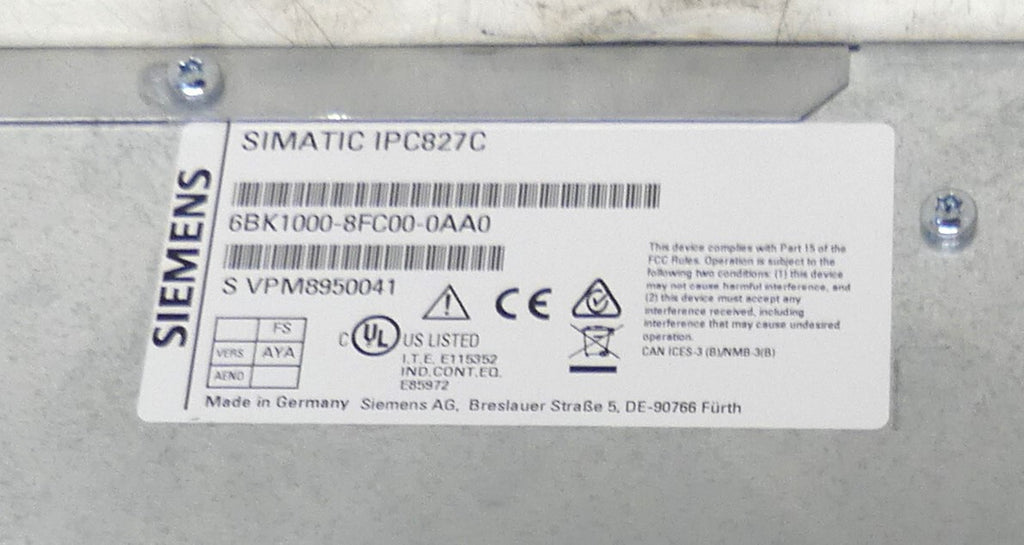 SIEMENS
SIMATIC IPC827C
6BK1000-8FC00-0AA0
S VPM8950041
FS
VERS AYA
AEND
C UL US LISTED
I.T.E. E115352
IND.CONT.EQ.
E85972
CE
This device complies with Part 15 of the
FCC Rules. Operation is subject to the
following two conditions: (1) this device
may not cause harmful interference, and
(2) this device must accept any
interference received, including
interference that may cause undesired
operation.
CAN ICES-3 (B)/NMB-3(B)
Made in Germany Siemens AG, Breslauer Straße 5, DE-90766 Fürth